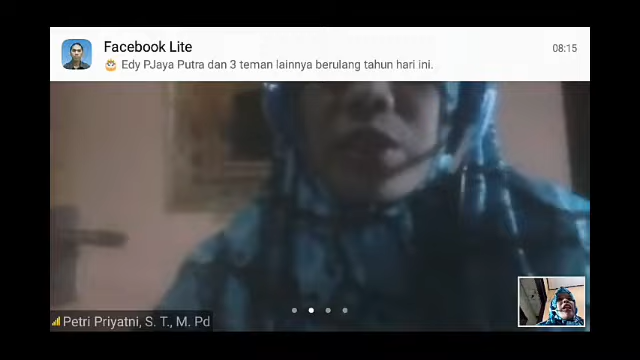 Facebook Lite
08:15
Edy PJaya Putra dan 3 teman lainnya berulang tahun hari ini.
Petri Priyatni, S. T., M. Pd